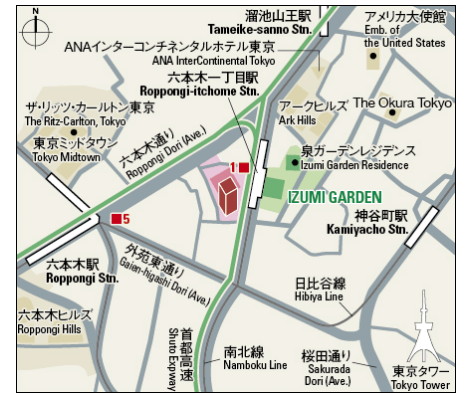 N
溜池山王駅
Tameike-sanno Stn.
アメリカ大使館
Emb. of
the United States
ANAインターコンチネンタルホテル東京
ANA InterContinental Tokyo
六本木一丁目駅
Roppongi-itchome Stn.
ザ・リッツ・カールトン東京
The Ritz-Carlton, Tokyo
東京ミッドタウン
Tokyo Midtown
六本木通り
Roppongi Dori (Ave.)
アークヒルズ
Ark Hills
The Okura Tokyo
泉ガーデンレジデンス
Izumi Garden Residence
1
IZUMI GARDEN
神谷町駅
Kamiyacho Stn.
5
六本木駅
Roppongi Stn.
外苑東通り
Gaien-higashi Dori (Ave.)
日比谷線
Hibiya Line
六本木ヒルズ
Roppongi Hills
首都高速
Shuto Expway
南北線
Namboku Line
桜田通り
Sakurada
Dori (Ave.)
東京タワー
Tokyo Tower